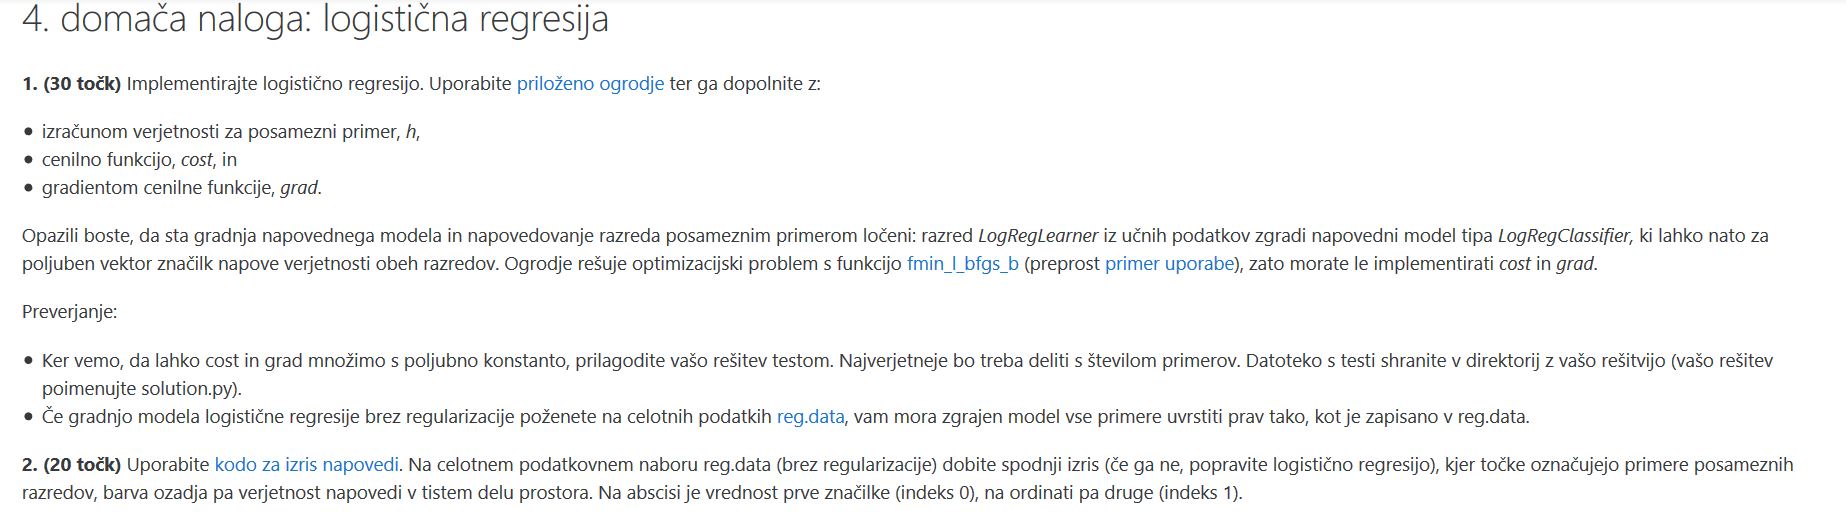 4. domača naloga: logistična regresija
1. (30 točk) Implementirajte logistično regresijo. Uporabite priloženo ogrodje ter ga dopolnite z:
• izračunom verjetnosti za posamezni primer, h,
• cenilno funkcijo, cost, in
• gradientom cenilne funkcije, grad.
Opazili boste, da sta gradnja napovednega modela in napovedovanje razreda posameznim primerom ločeni: razred LogRegLearner iz učnih podatkov zgradi napovedni model tipa LogRegClassifier, ki lahko nato za
poljuben vektor značilk napove verjetnosti obeh razredov. Ogrodje rešuje optimizacijski problem s funkcijo fmin_l_bfgs_b (preprost primer uporabe), zato morate le implementirati cost in grad.
Preverjanje:
• Ker vemo, da lahko cost in grad množimo s poljubno konstanto, prilagodite vašo rešitev testom. Najverjetneje bo treba deliti s številom primerov. Datoteko s testi shranite v direktorij z vašo rešitvijo (vašo rešitev
poimenujte solution.py).
• Če gradnjo modela logistične regresije brez regularizacije poženete na celotnih podatkih reg.data, vam mora zgrajen model vse primere uvrstiti prav tako, kot je zapisano v reg.data.
2. (20 točk) Uporabite kodo za izris napovedi. Na celotnem podatkovnem naboru reg.data (brez regularizacije) dobite spodnji izris (če ga ne, popravite logistično regresijo), kjer točke označujejo primere posameznih
razredov, barva ozadja pa verjetnost napovedi v tistem delu prostora. Na abscisi je vrednost prve značilke (indeks 0), na ordinati pa druge (indeks 1).